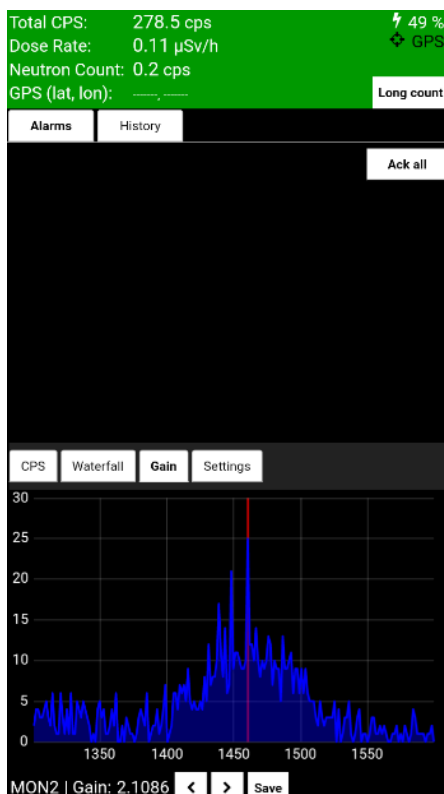 Total CPS: 278.5 cps 49 %
Dose Rate: 0.11 µSv/h GPS
Neutron Count: 0.2 cps
GPS (lat, lon): -------, ------- Long count
Alarms History
Ack all
CPS Waterfall Gain Settings
30
25
20
15
10
5
0
1350 1400 1450 1500 1550
MON2 | Gain: 2.1086 < > Save